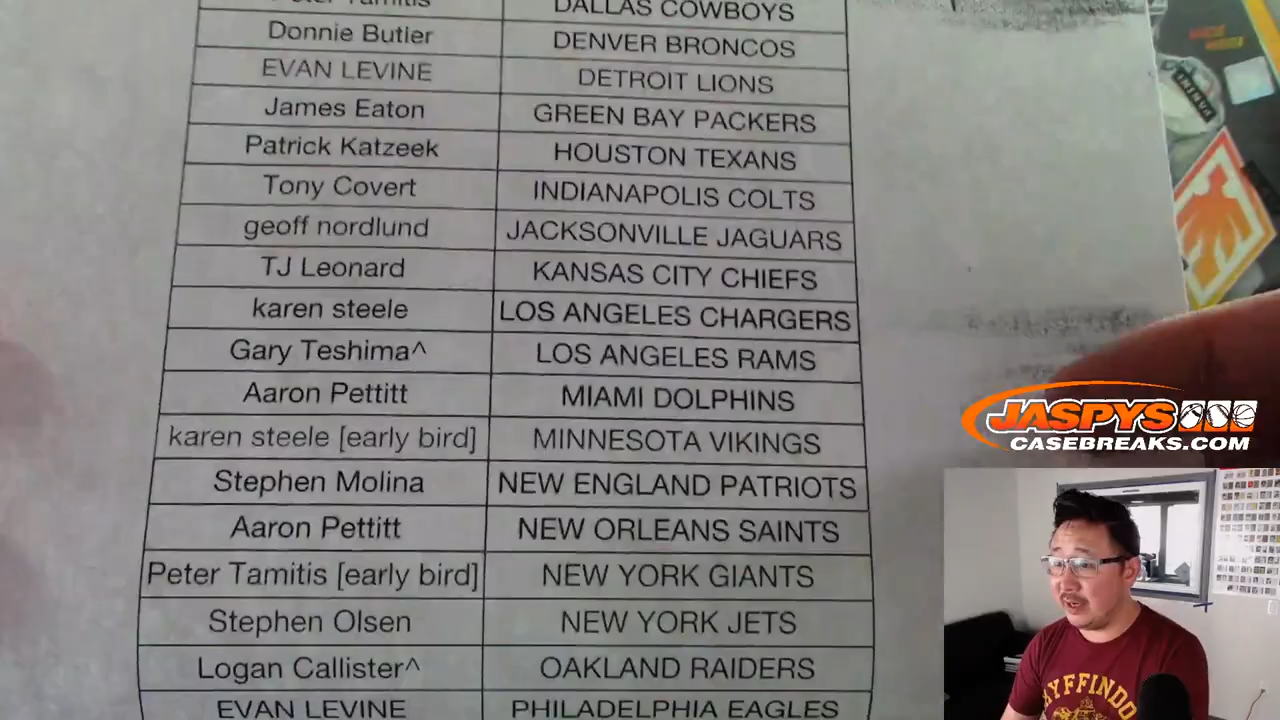 Peter Tamitis DALLAS COWBOYS
Donnie Butler DENVER BRONCOS
EVAN LEVINE DETROIT LIONS
James Eaton GREEN BAY PACKERS
Patrick Katzeek HOUSTON TEXANS
Tony Covert INDIANAPOLIS COLTS
geoff nordlund JACKSONVILLE JAGUARS
TJ Leonard KANSAS CITY CHIEFS
karen steele LOS ANGELES CHARGERS
Gary Teshima^ LOS ANGELES RAMS
Aaron Pettitt MIAMI DOLPHINS
karen steele [early bird] MINNESOTA VIKINGS
Stephen Molina NEW ENGLAND PATRIOTS
Aaron Pettitt NEW ORLEANS SAINTS
Peter Tamitis [early bird] NEW YORK GIANTS
Stephen Olsen NEW YORK JETS
Logan Callister^ OAKLAND RAIDERS
EVAN LEVINE PHILADELPHIA EAGLES
JASPYS
CASEBREAKS.COM